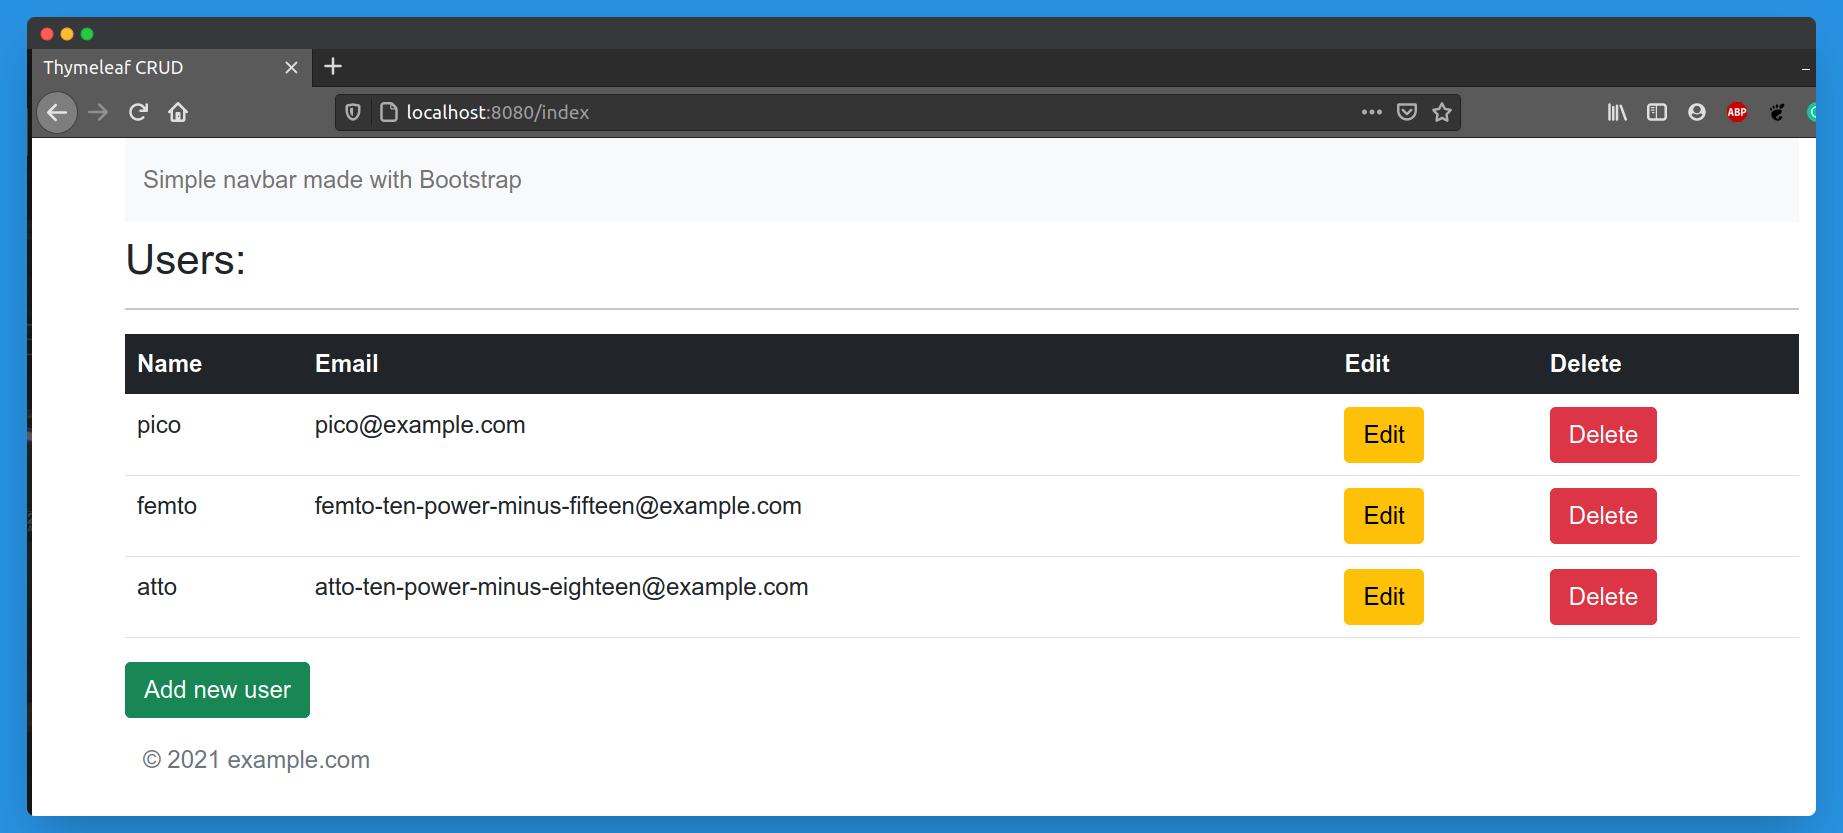 Thymeleaf CRUD
localhost:8080/index
ABP
Simple navbar made with Bootstrap
Users:
Name Email Edit Delete
pico pico@example.com Edit Delete
femto femto-ten-power-minus-fifteen@example.com Edit Delete
atto atto-ten-power-minus-eighteen@example.com Edit Delete
Add new user
© 2021 example.com